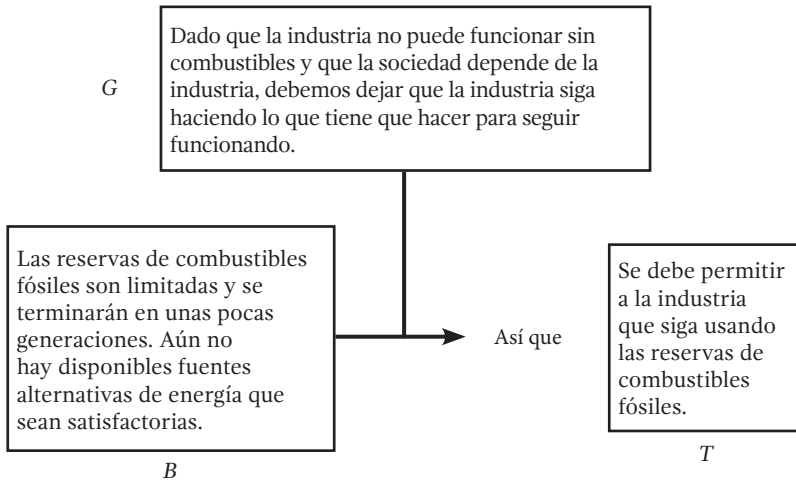 Dado que la industria no puede funcionar sin
combustibles y que la sociedad depende de la
industria, debemos dejar que la industria siga
haciendo lo que tiene que hacer para seguir
funcionando.
G
Las reservas de combustibles
fósiles son limitadas y se
terminarán en unas pocas
generaciones. Aún no
hay disponibles fuentes
alternativas de energía que
sean satisfactorias.
B
Así que
Se debe permitir
a la industria
que siga usando
las reservas de
combustibles
fósiles.
T